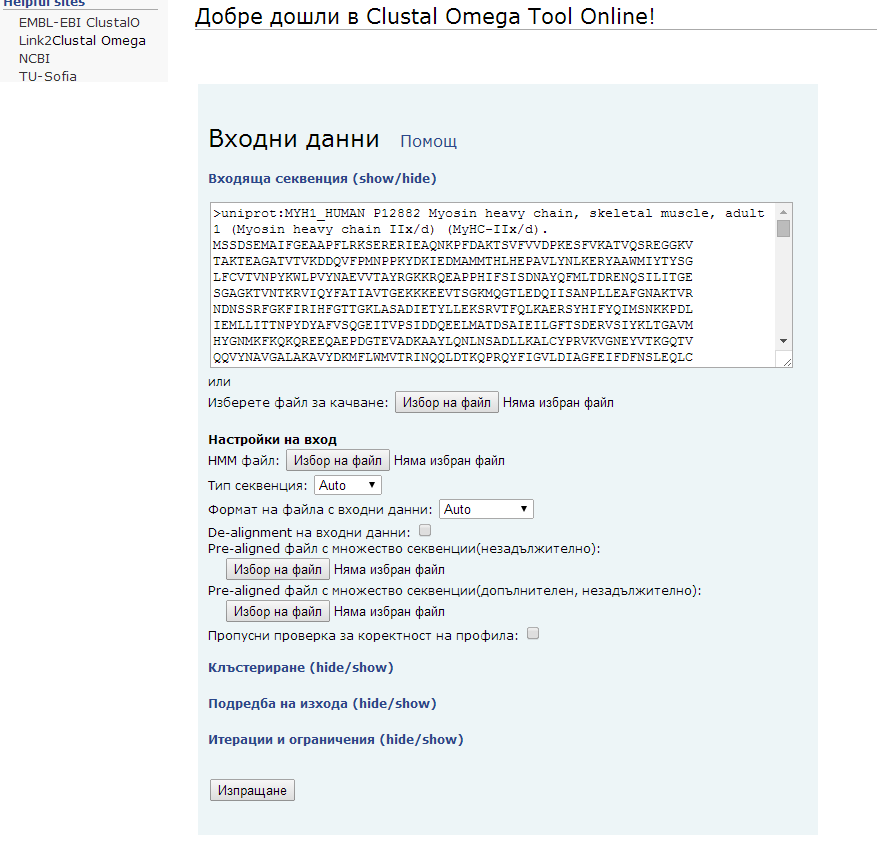 Helpful sites
EMBL-EBI ClustalO
Link2Clustal Omega
NCBI
TU-Sofia
Добре дошли в Clustal Omega Tool Online!
Входни данни Помощ
Входяща секвенция (show/hide)
>uniprot:MYH1_HUMAN P12882 Myosin heavy chain, skeletal muscle, adult
1 (Myosin heavy chain IIx/d) (MyHC-IIx/d).
MSSDSEMAIFGEAAPFLRKSERERIEAQNKPFDAKTSVFVVDPKESFVKATVQSREGGKV
TAKTEAGATVTVKDDQVFPMNPPKYDKIEDMAMMTHLHEPAVLYNLKERYAAWMIYTYSG
LFCVTVNPYKWLPVYNAEVVTAYRGKKRQEAPPHIFSISDNAYQFMLTDRENQSILITGE
SGAGKTVNTKRVIQYFATIAVTGEKKKEEVTSGKMQGTLEDQIISANPLLEAFGNAKTVR
NDNSSRFGKFIRIHFGTTGKLASADIETYLLEKSRVTFQLKAERSYHIFYQIMSNKKPDL
IEMLLITTNPYDYAFVSQGEITVPSIDDQEELMATDSAIEILGFTSDERVSIYKLTGAVM
HYGNMKFKQKQREEQAEPDGTEVADKAAYLQNLNSADLLKALCYPRVKVGNEYVTKGQTV
QQVYNAVGALAKAVYDKMFLWMVTRINQQLDTKQPRQYFIGVLDIAGFEIFDFNSLEQLC
или
Изберете файл за качване: Избор на файл Няма избран файл
Настройки на вход
HMM файл: Избор на файл Няма избран файл
Тип секвенция: Auto
Формат на файла с входни данни: Auto
De-alignment на входни данни:
Pre-aligned файл с множество секвенции(незадължително):
Избор на файл Няма избран файл
Pre-aligned файл с множество секвенции(допълнителен, незадължително):
Избор на файл Няма избран файл
Пропусни проверка за коректност на профила:
Клъстериране (hide/show)
Подредба на изхода (hide/show)
Итерации и ограничения (hide/show)
Изпращане